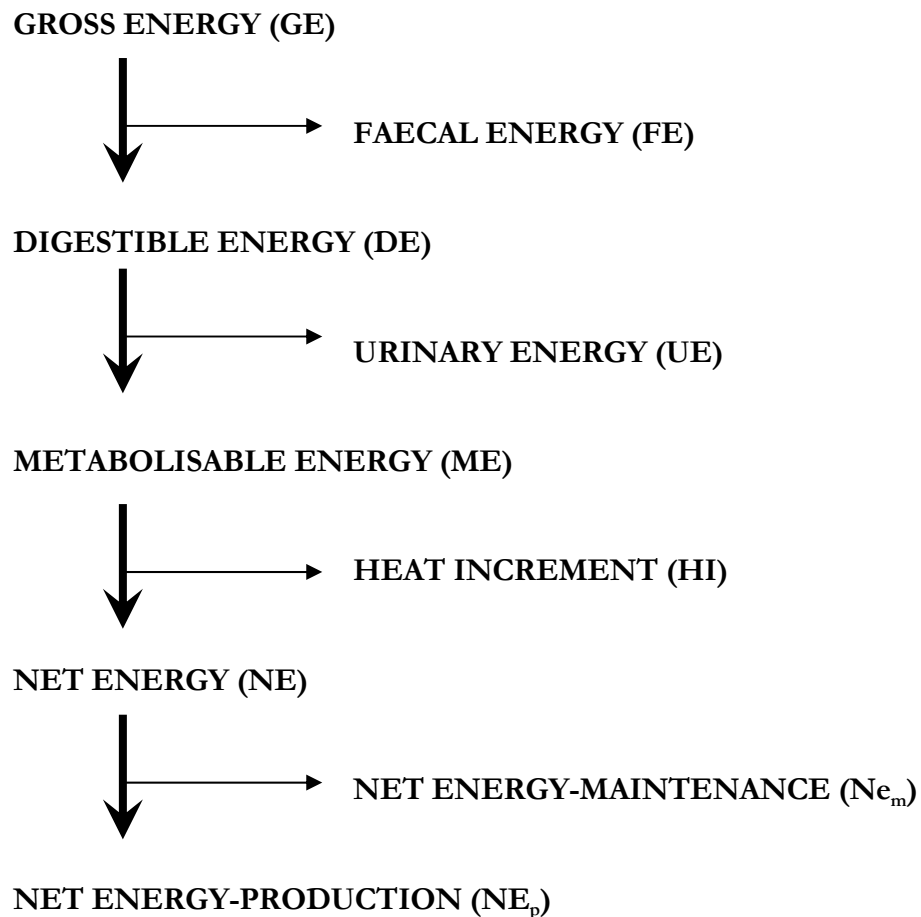 GROSS ENERGY (GE)
FAECAL ENERGY (FE)
DIGESTIBLE ENERGY (DE)
URINARY ENERGY (UE)
METABOLISABLE ENERGY (ME)
HEAT INCREMENT (HI)
NET ENERGY (NE)
NET ENERGY-MAINTENANCE (Neₘ)
NET ENERGY-PRODUCTION (NEₚ)